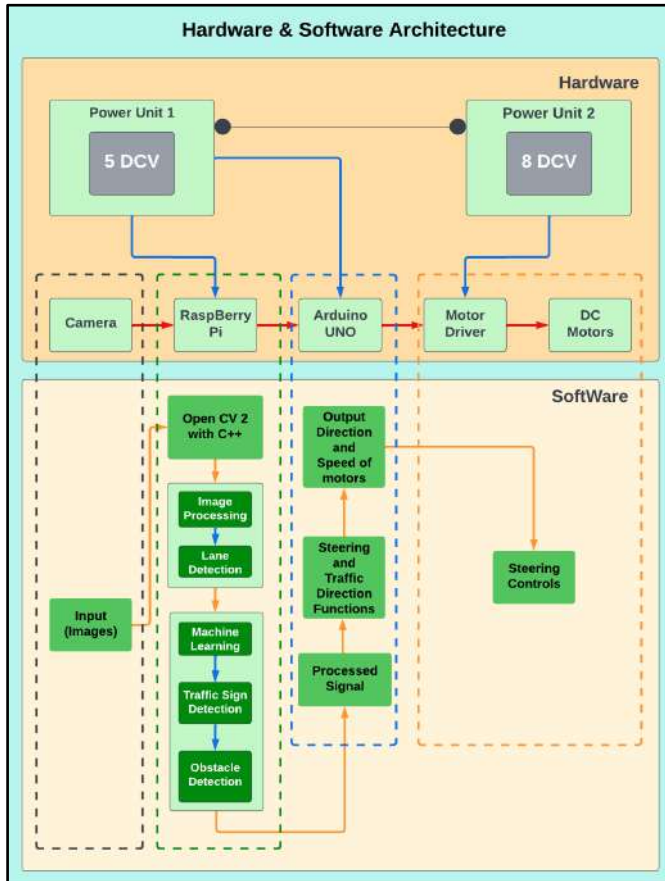 Hardware & Software Architecture
Hardware
Power Unit 1
5 DCV
Power Unit 2
8 DCV
Camera
RaspBerry
Pi
Arduino
UNO
Motor
Driver
DC
Motors
SoftWare
Open CV 2
with C++
Image
Processing
Lane
Detection
Input
(Images)
Machine
Learning
Traffic Sign
Detection
Obstacle
Detection
Output
Direction
and
Speed of
motors
Steering
and
Traffic
Direction
Functions
Processed
Signal
Steering
Controls